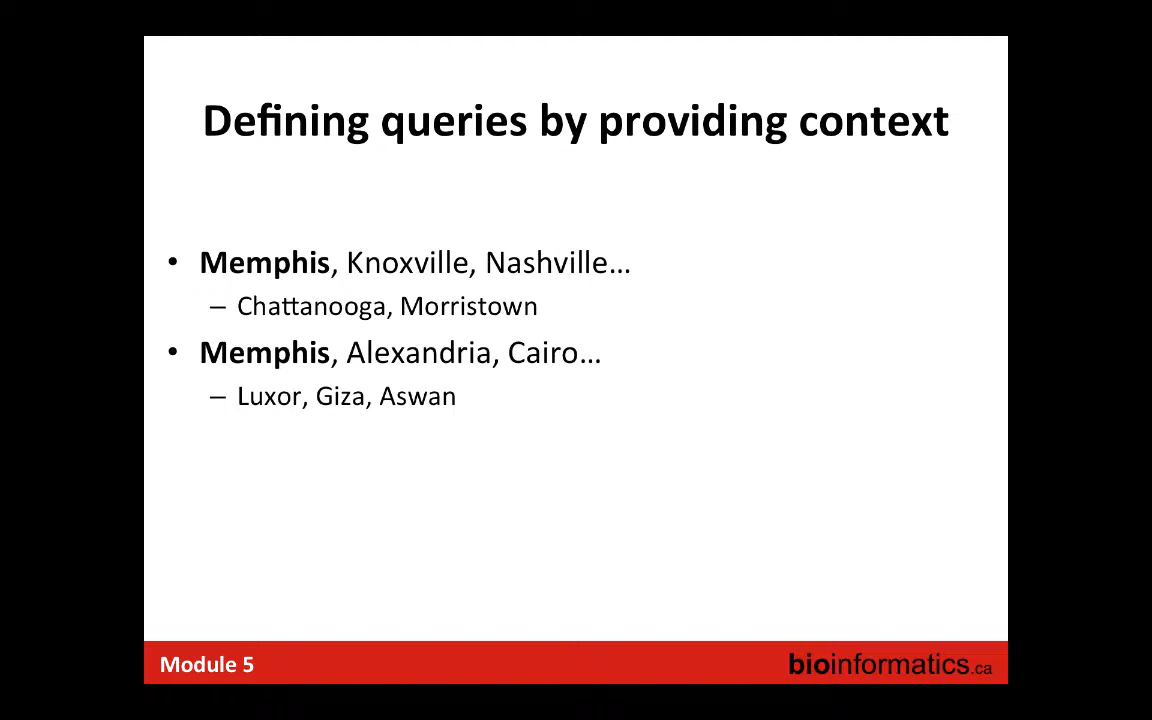 Defining queries by providing context
• Memphis, Knoxville, Nashville…
– Chattanooga, Morristown
• Memphis, Alexandria, Cairo…
– Luxor, Giza, Aswan
Module 5
bioinformatics.ca